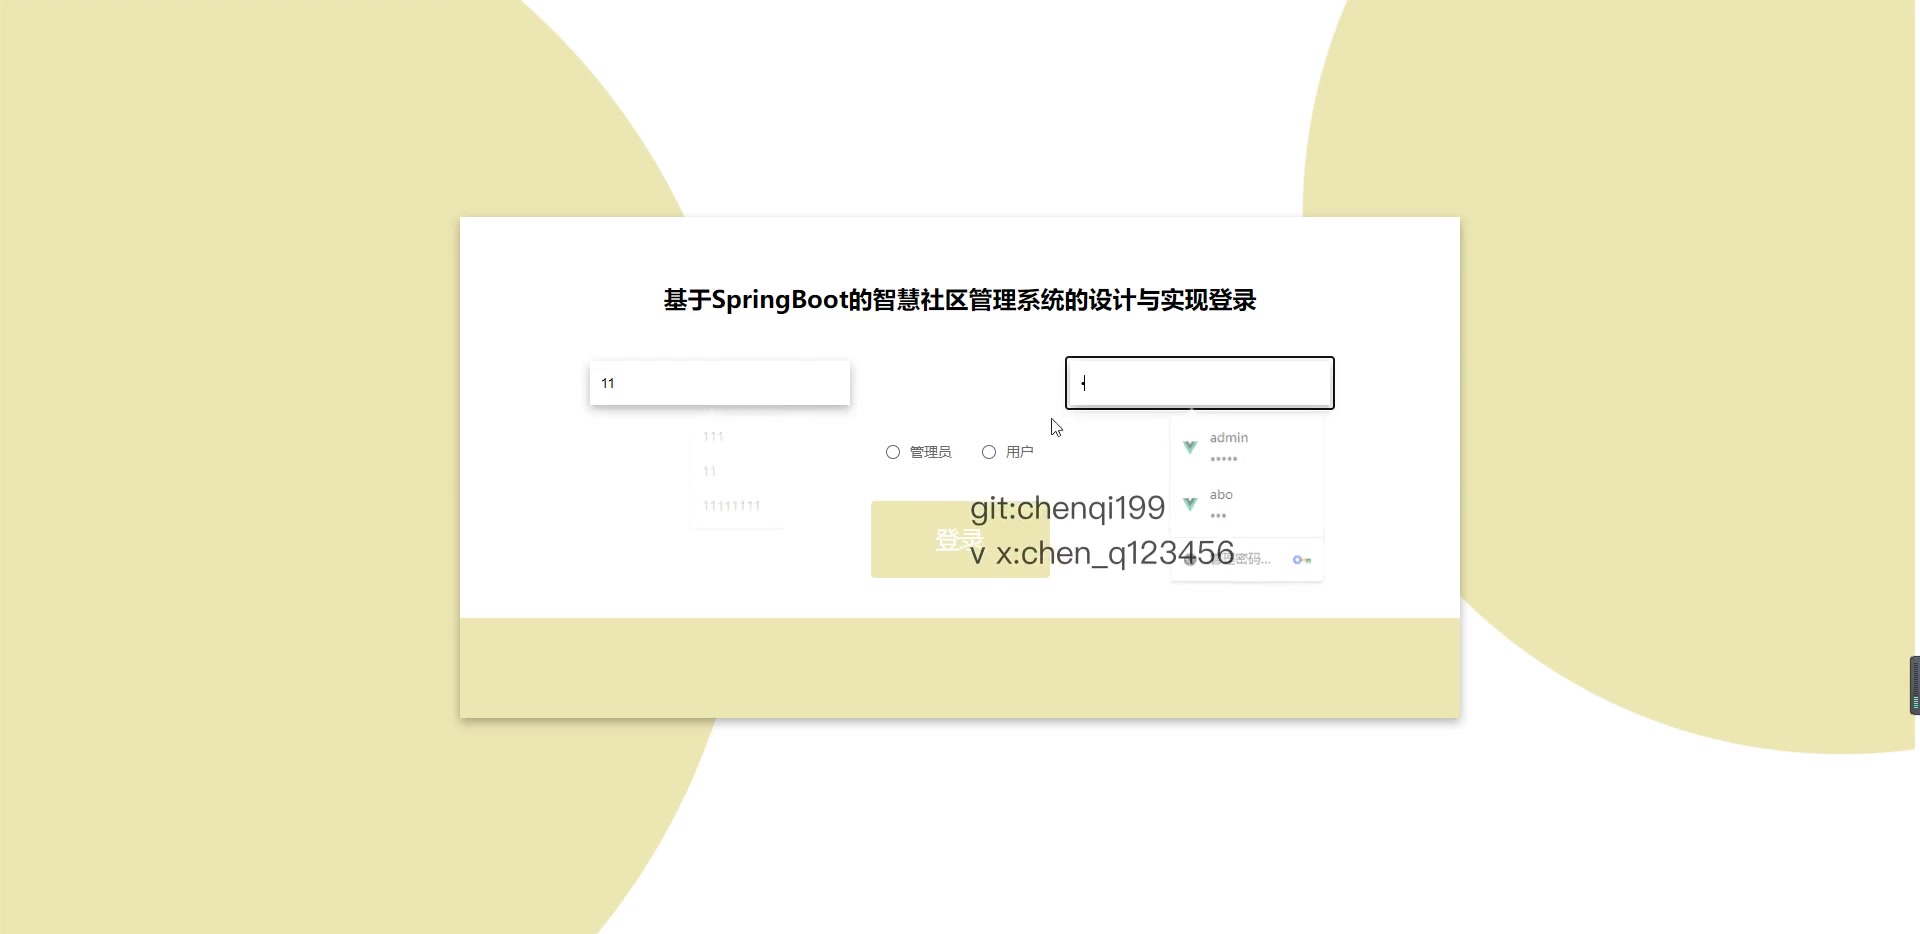 基于SpringBoot的智慧社区管理系统的设计与实现登录
11
111
11
11111111
管理员
用户
admin
•••••
abo
•••
git:chenqi199
登录
v x:chen_q123456
密码...